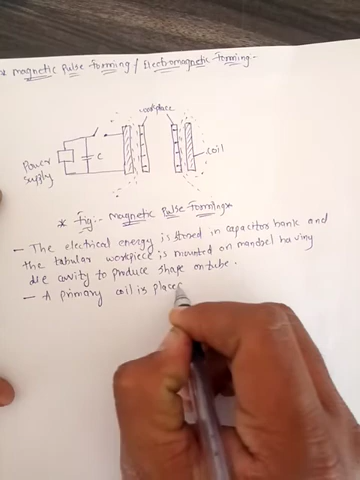 * Magnetic Pulse Forming / Electromagnetic Forming -
workpiece
C
coil
Power
supply
* Fig:- Magnetic Pulse Forming *
- The electrical energy is stored in capacitor bank and
the tabular workpiece is mounted on mandrel having
die cavity to produce shape on tube.
- A primary coil is place